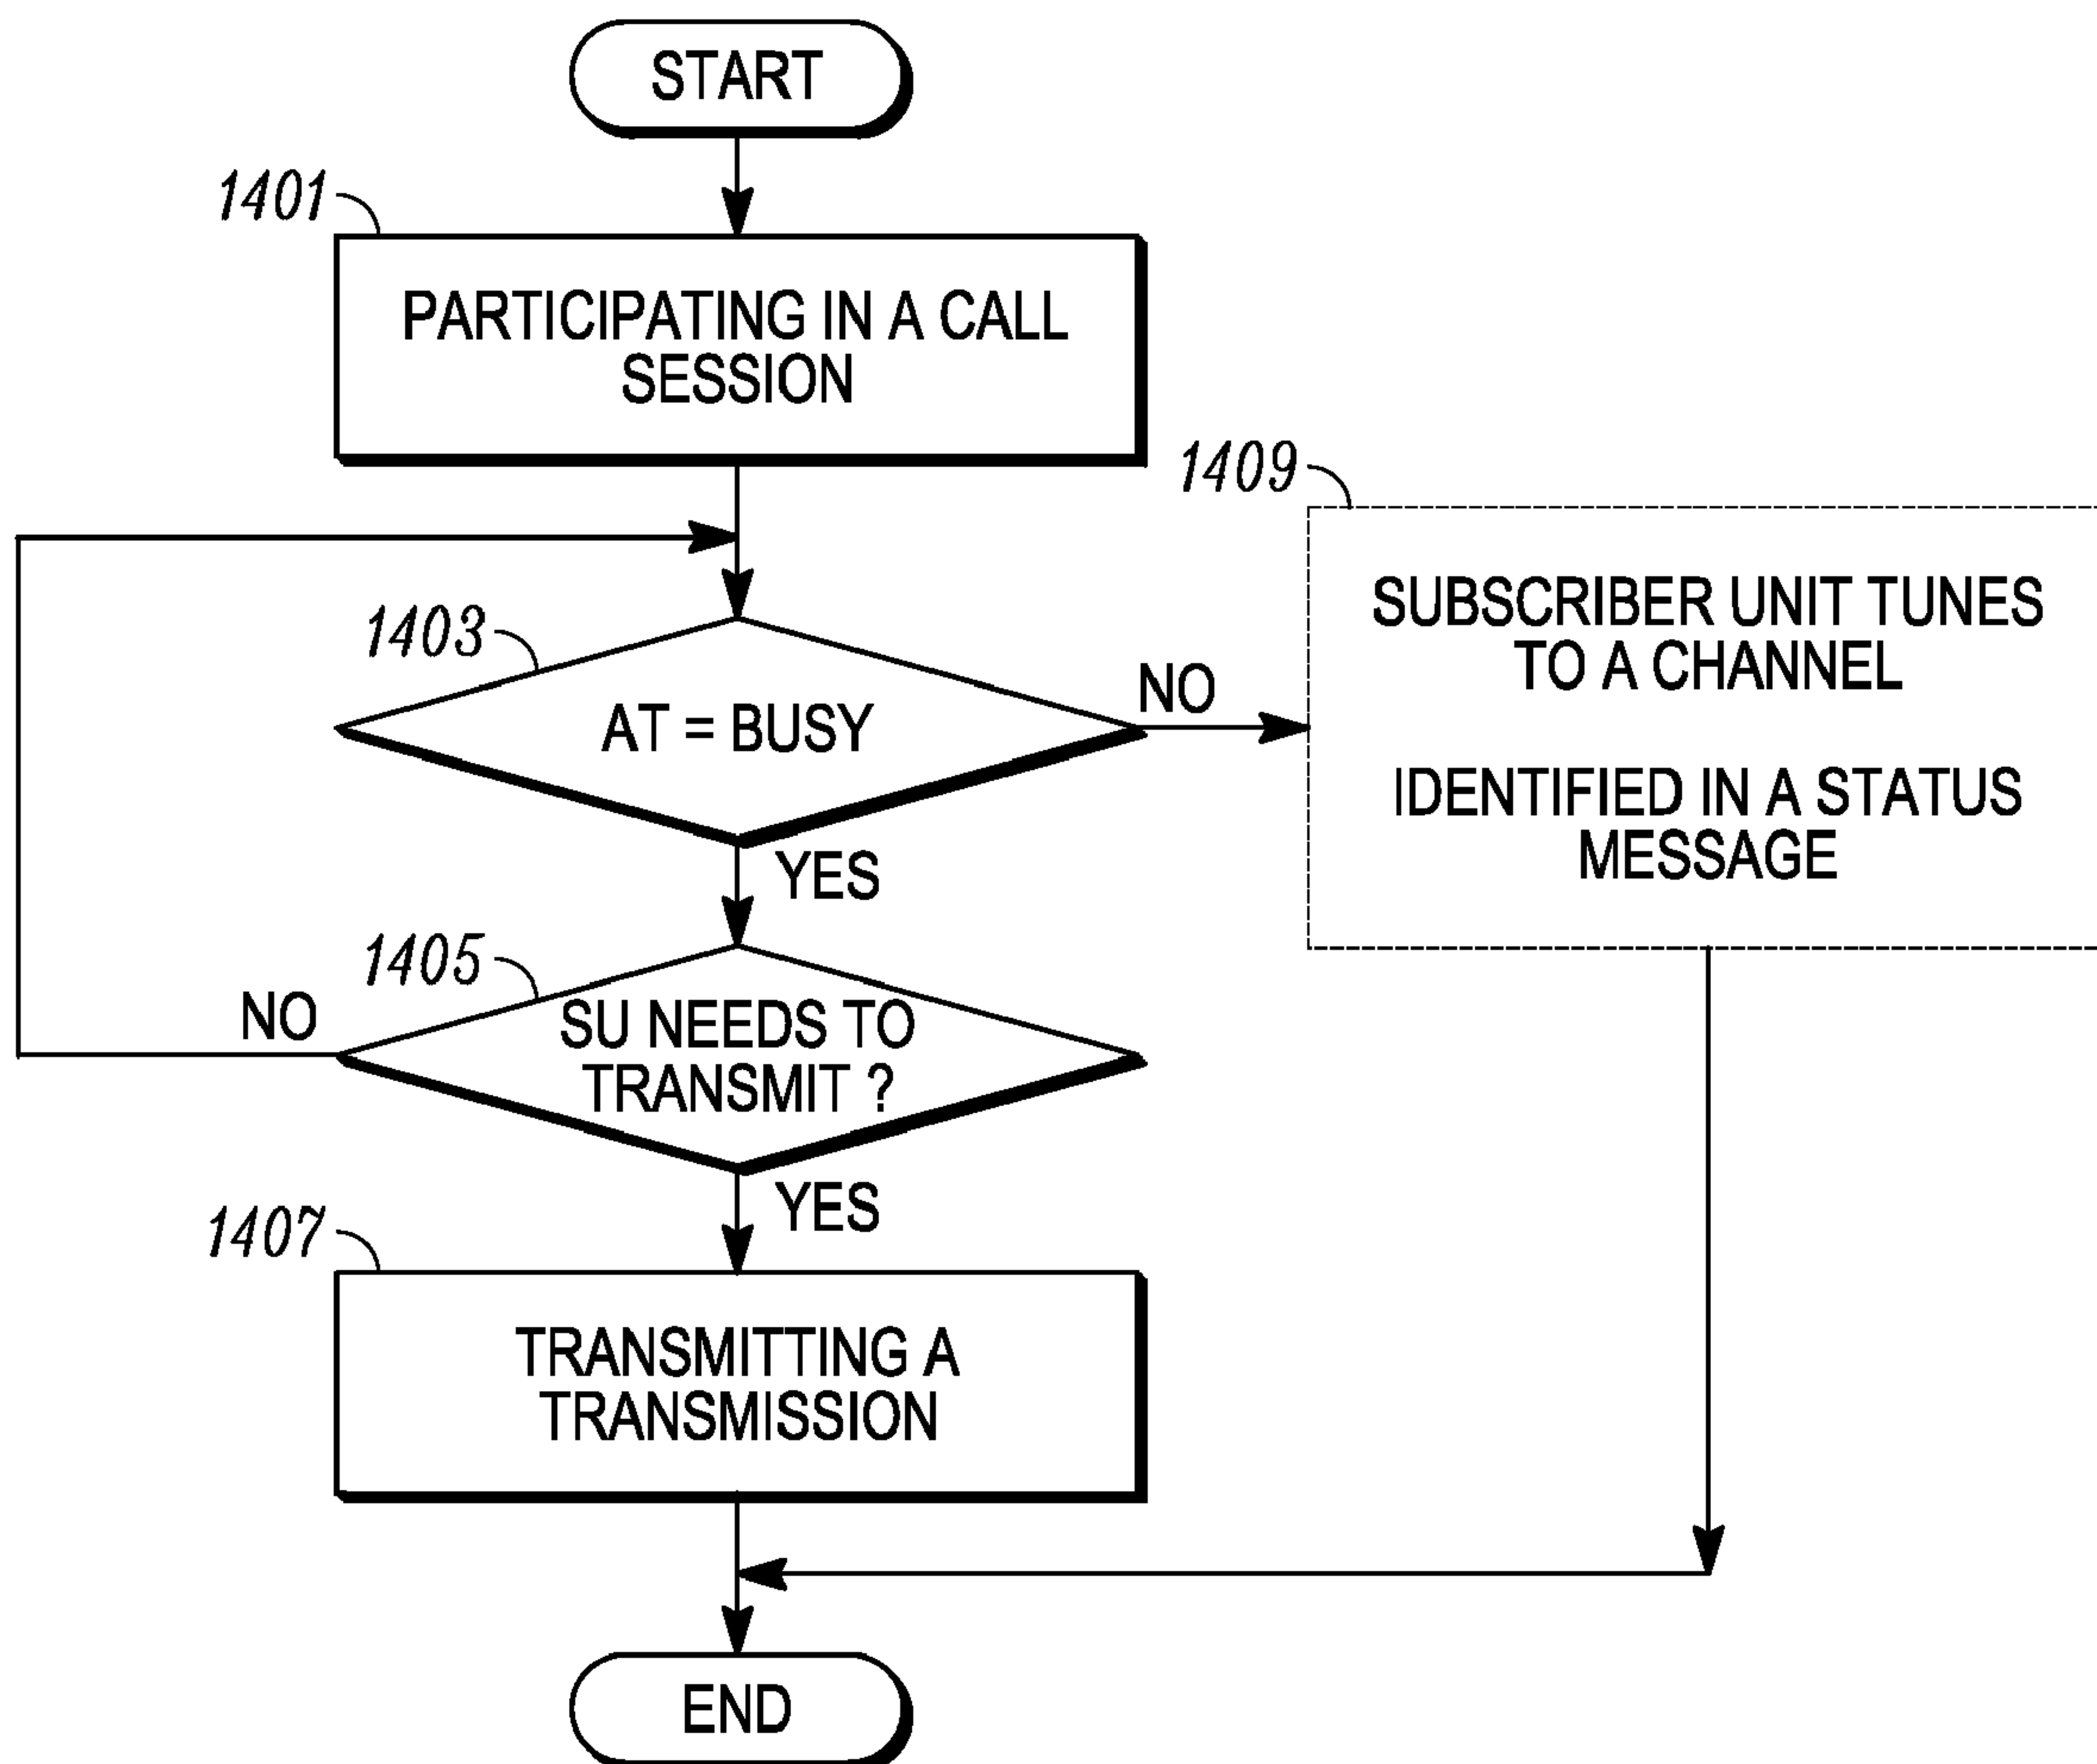 START
1401
PARTICIPATING IN A CALL
SESSION
1409
SUBSCRIBER UNIT TUNES
TO A CHANNEL
IDENTIFIED IN A STATUS
MESSAGE
1403
AT = BUSY
NO
YES
1405
NO
SU NEEDS TO
TRANSMIT ?
YES
1407
TRANSMITTING A
TRANSMISSION
END